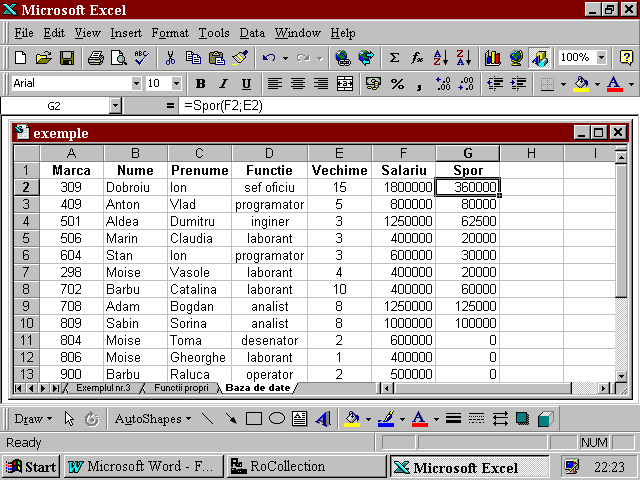 Microsoft Excel
File Edit View Insert Format Tools Data Window Help
100%
Arial 10 B I U
G2 = =Spor(F2;E2)
exemple
A B C D E F G H I
1 Marca Nume Prenume Functie Vechime Salariu Spor
2 309 Dobroiu Ion sef oficiu 15 1800000 360000
3 409 Anton Vlad programator 5 800000 80000
4 501 Aldea Dumitru inginer 3 1250000 62500
5 506 Marin Claudia laborant 3 400000 20000
6 604 Stan Ion programator 3 600000 30000
7 298 Moise Vasole laborant 4 400000 20000
8 702 Barbu Catalina laborant 10 400000 60000
9 708 Adam Bogdan analist 8 1250000 125000
10 809 Sabin Sorina analist 8 1000000 100000
11 804 Moise Toma desenator 2 600000 0
12 806 Moise Gheorghe laborant 1 400000 0
13 900 Barbu Raluca operator 2 500000 0
Exemplul nr.3 Functii propri Baza de date
Draw AutoShapes
Ready NUM
Start Microsoft Word - F... RoCollection Microsoft Excel 22:23